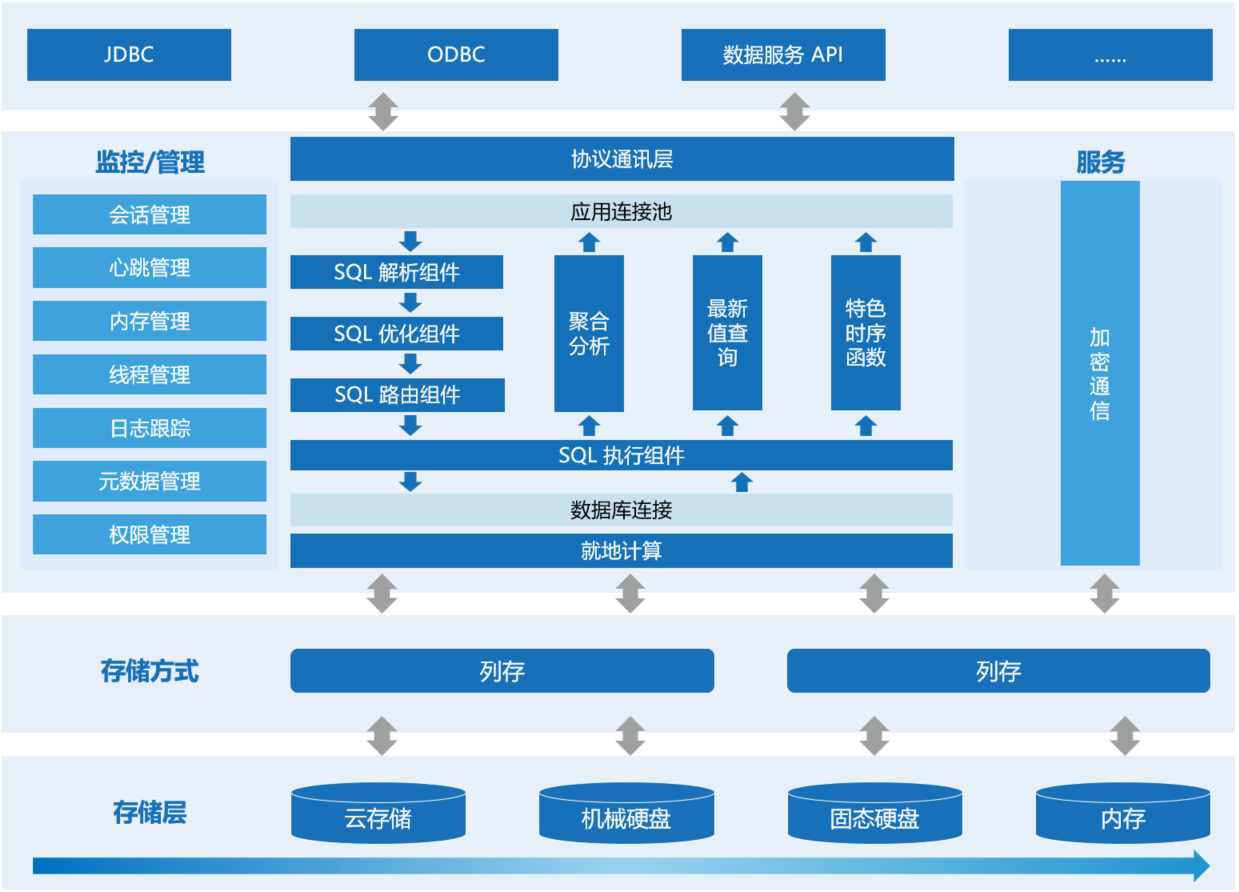 JDBC
ODBC
数据服务 API
……
监控/管理
协议通讯层
服务
会话管理
心跳管理
内存管理
线程管理
日志跟踪
元数据管理
权限管理
应用连接池
SQL 解析组件
SQL 优化组件
SQL 路由组件
聚合
分析
最新
值查
询
特色
时序
函数
SQL 执行组件
数据库连接
就地计算
加
密
通
信
存储方式
列存
列存
存储层
云存储
机械硬盘
固态硬盘
内存